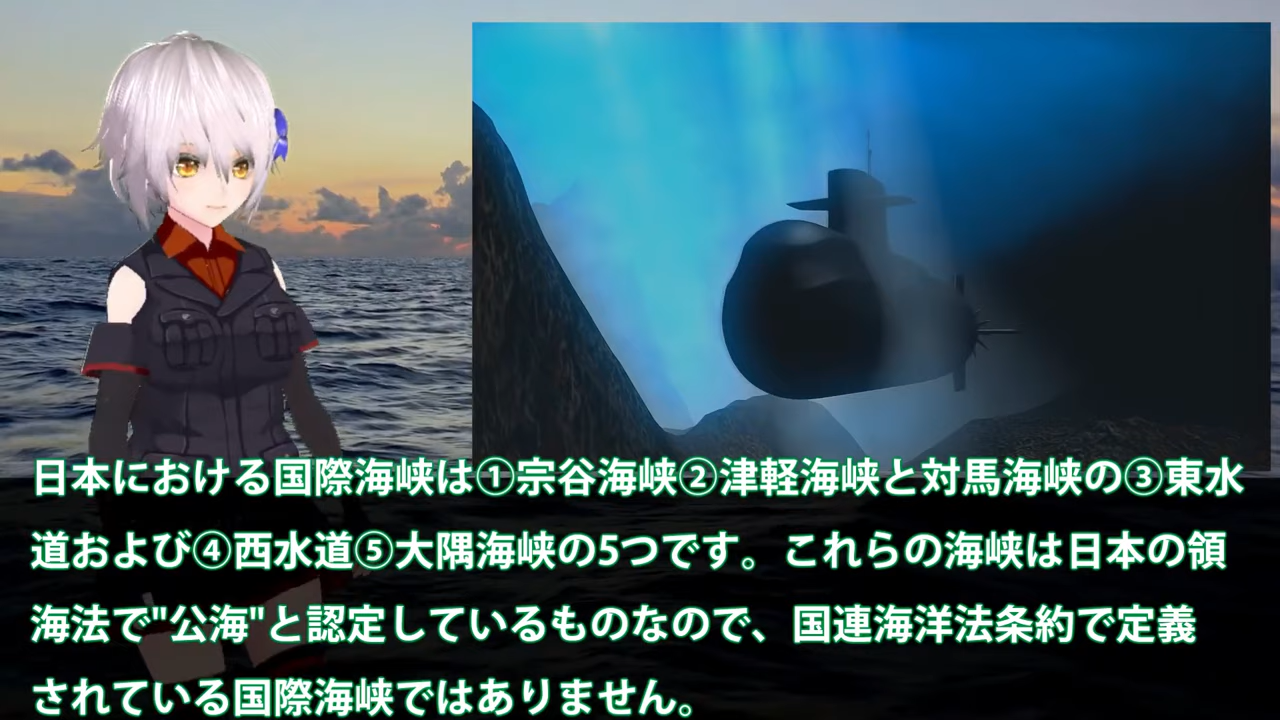 日本における国際海峡は①宗谷海峡②津軽海峡と対馬海峡の③東水
道および④西水道⑤大隅海峡の5つです。これらの海峡は日本の領
海法で"公海"と認定しているものなので、国連海洋法条約で定義
されている国際海峡ではありません。